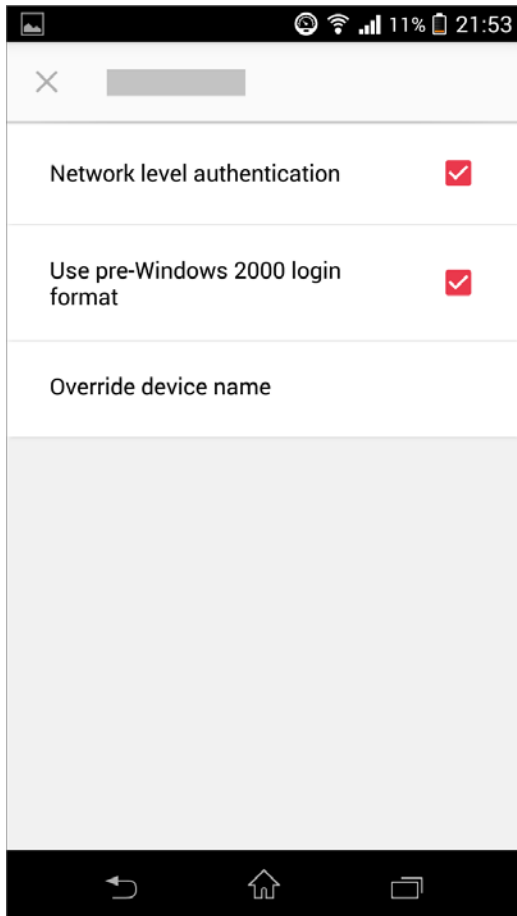 11% 21:53
Network level authentication
Use pre-Windows 2000 login
format
Override device name